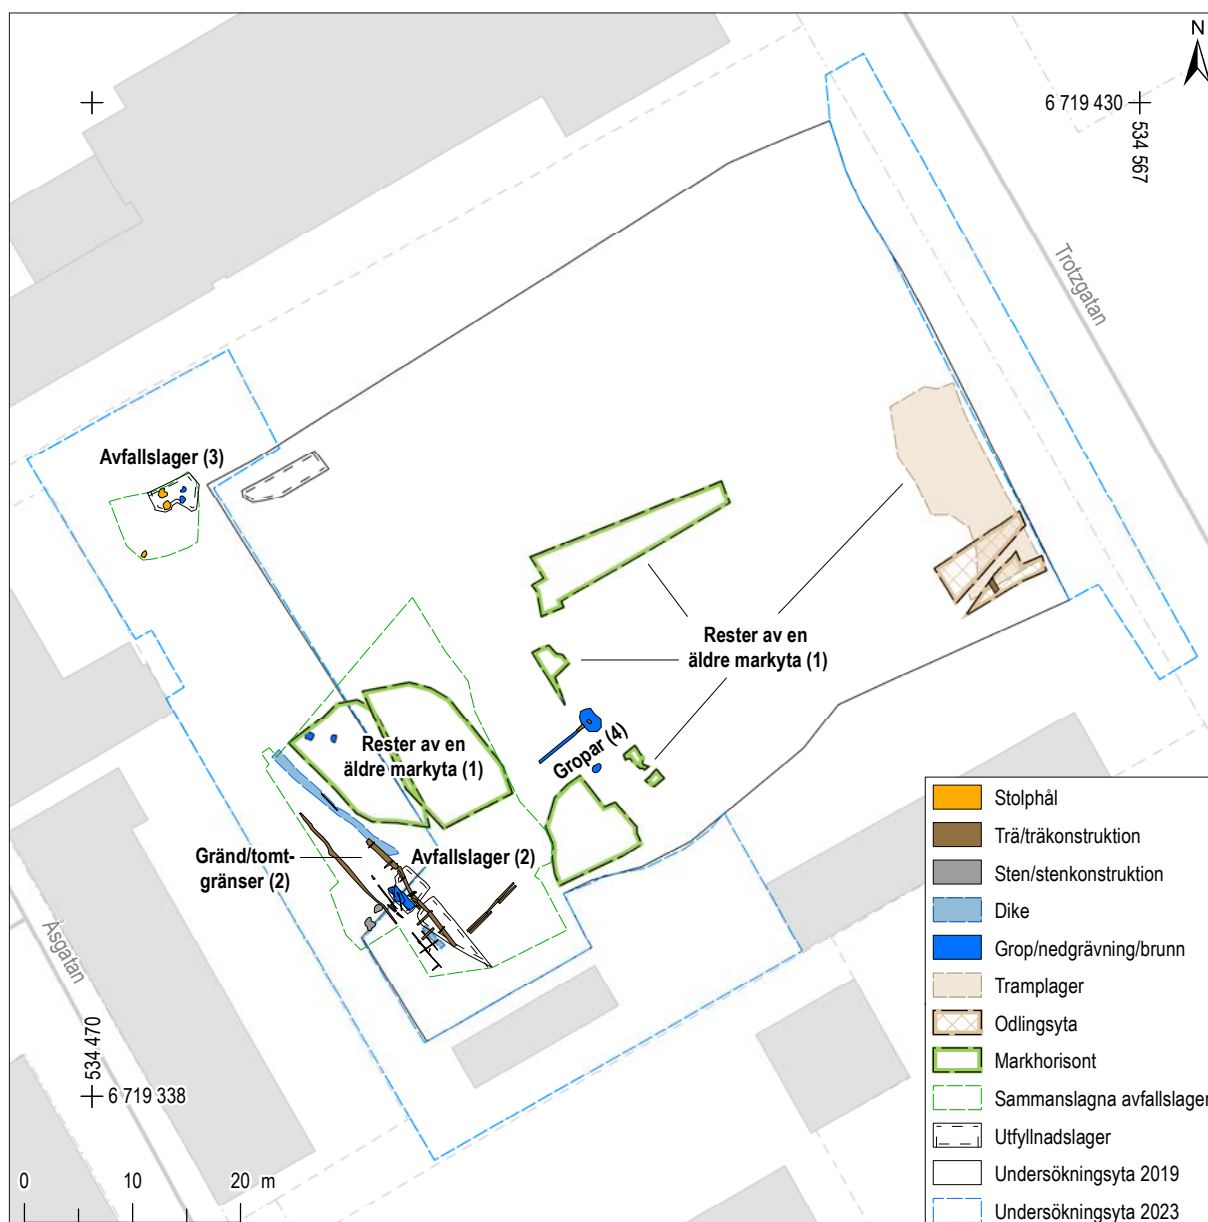 N
6 719 430
534 567
Trotzgatan
Avfallslager (3)
Rester av en
äldre markyta (1)
Rester av en
äldre markyta (1)
Gropar (4)
Gränd/tomt-
gränser (2)
Avfallslager (2)
Åsgatan
534 470
6 719 338
0 10 20 m
Stolphål
Trä/träkonstruktion
Sten/stenkonstruktion
Dike
Grop/nedgrävning/brunn
Tramplager
Odlingsyta
Markhorisont
Sammanslagna avfallslager
Utfyllnadslager
Undersökningsyta 2019
Undersökningsyta 2023